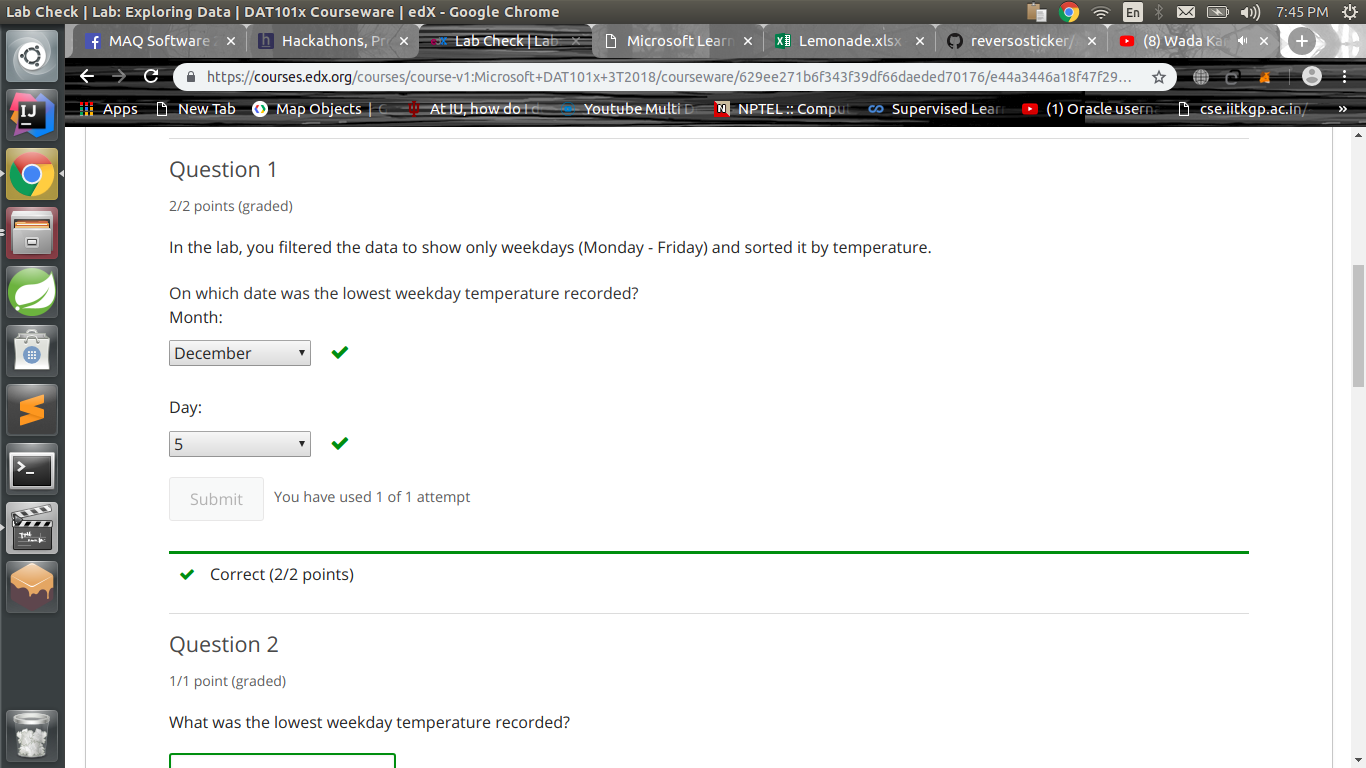 Lab Check | Lab: Exploring Data | DAT101x Courseware | edX - Google Chrome
En
7:45 PM
MAQ Software
Hackathons, Pr
Lab Check | Lab
Microsoft Learn
Lemonade.xlsx
reversosticker/
(8) Wada Ka
https://courses.edx.org/courses/course-v1:Microsoft+DAT101x+3T2018/courseware/629ee271b6f343f39df66daeded70176/e44a3446a18f47f29...
Apps
New Tab
Map Objects |
At IU, how do I d
Youtube Multi D
NPTEL :: Comput
Supervised Lear
(1) Oracle usern
cse.iitkgp.ac.in/
»
Question 1
2/2 points (graded)
In the lab, you filtered the data to show only weekdays (Monday - Friday) and sorted it by temperature.
On which date was the lowest weekday temperature recorded?
Month:
December
Day:
5
Submit
You have used 1 of 1 attempt
Correct (2/2 points)
Question 2
1/1 point (graded)
What was the lowest weekday temperature recorded?